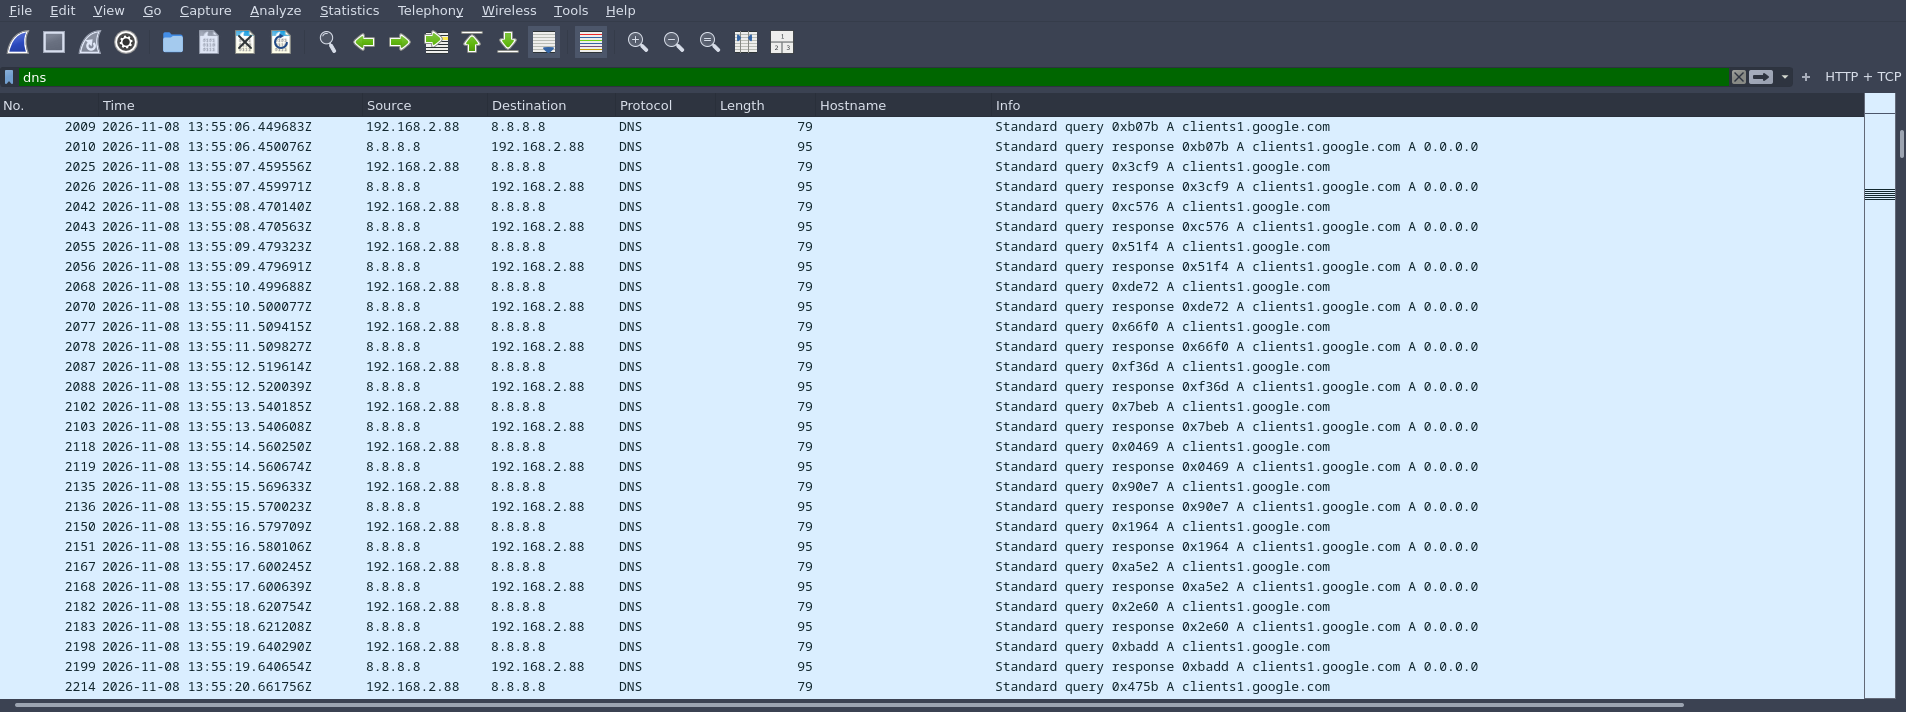 File Edit View Go Capture Analyze Statistics Telephony Wireless Tools Help
dns HTTP + TCP
No. Time Source Destination Protocol Length Hostname Info
2009 2026-11-08 13:55:06.449683Z 192.168.2.88 8.8.8.8 DNS 79 Standard query 0xb07b A clients1.google.com
2010 2026-11-08 13:55:06.450076Z 8.8.8.8 192.168.2.88 DNS 95 Standard query response 0xb07b A clients1.google.com A 0.0.0.0
2025 2026-11-08 13:55:07.459556Z 192.168.2.88 8.8.8.8 DNS 79 Standard query 0x3cf9 A clients1.google.com
2026 2026-11-08 13:55:07.459971Z 8.8.8.8 192.168.2.88 DNS 95 Standard query response 0x3cf9 A clients1.google.com A 0.0.0.0
2042 2026-11-08 13:55:08.470140Z 192.168.2.88 8.8.8.8 DNS 79 Standard query 0xc576 A clients1.google.com
2043 2026-11-08 13:55:08.470563Z 8.8.8.8 192.168.2.88 DNS 95 Standard query response 0xc576 A clients1.google.com A 0.0.0.0
2055 2026-11-08 13:55:09.479323Z 192.168.2.88 8.8.8.8 DNS 79 Standard query 0x51f4 A clients1.google.com
2056 2026-11-08 13:55:09.479691Z 8.8.8.8 192.168.2.88 DNS 95 Standard query response 0x51f4 A clients1.google.com A 0.0.0.0
2068 2026-11-08 13:55:10.499688Z 192.168.2.88 8.8.8.8 DNS 79 Standard query 0xde72 A clients1.google.com
2070 2026-11-08 13:55:10.500077Z 8.8.8.8 192.168.2.88 DNS 95 Standard query response 0xde72 A clients1.google.com A 0.0.0.0
2077 2026-11-08 13:55:11.509415Z 192.168.2.88 8.8.8.8 DNS 79 Standard query 0x66f0 A clients1.google.com
2078 2026-11-08 13:55:11.509827Z 8.8.8.8 192.168.2.88 DNS 95 Standard query response 0x66f0 A clients1.google.com A 0.0.0.0
2087 2026-11-08 13:55:12.519614Z 192.168.2.88 8.8.8.8 DNS 79 Standard query 0xf36d A clients1.google.com
2088 2026-11-08 13:55:12.520039Z 8.8.8.8 192.168.2.88 DNS 95 Standard query response 0xf36d A clients1.google.com A 0.0.0.0
2102 2026-11-08 13:55:13.540185Z 192.168.2.88 8.8.8.8 DNS 79 Standard query 0x7beb A clients1.google.com
2103 2026-11-08 13:55:13.540608Z 8.8.8.8 192.168.2.88 DNS 95 Standard query response 0x7beb A clients1.google.com A 0.0.0.0
2118 2026-11-08 13:55:14.560250Z 192.168.2.88 8.8.8.8 DNS 79 Standard query 0x0469 A clients1.google.com
2119 2026-11-08 13:55:14.560674Z 8.8.8.8 192.168.2.88 DNS 95 Standard query response 0x0469 A clients1.google.com A 0.0.0.0
2135 2026-11-08 13:55:15.569633Z 192.168.2.88 8.8.8.8 DNS 79 Standard query 0x90e7 A clients1.google.com
2136 2026-11-08 13:55:15.570023Z 8.8.8.8 192.168.2.88 DNS 95 Standard query response 0x90e7 A clients1.google.com A 0.0.0.0
2150 2026-11-08 13:55:16.579709Z 192.168.2.88 8.8.8.8 DNS 79 Standard query 0x1964 A clients1.google.com
2151 2026-11-08 13:55:16.580106Z 8.8.8.8 192.168.2.88 DNS 95 Standard query response 0x1964 A clients1.google.com A 0.0.0.0
2167 2026-11-08 13:55:17.600245Z 192.168.2.88 8.8.8.8 DNS 79 Standard query 0xa5e2 A clients1.google.com
2168 2026-11-08 13:55:17.600639Z 8.8.8.8 192.168.2.88 DNS 95 Standard query response 0xa5e2 A clients1.google.com A 0.0.0.0
2182 2026-11-08 13:55:18.620754Z 192.168.2.88 8.8.8.8 DNS 79 Standard query 0x2e60 A clients1.google.com
2183 2026-11-08 13:55:18.621208Z 8.8.8.8 192.168.2.88 DNS 95 Standard query response 0x2e60 A clients1.google.com A 0.0.0.0
2198 2026-11-08 13:55:19.640290Z 192.168.2.88 8.8.8.8 DNS 79 Standard query 0xbadd A clients1.google.com
2199 2026-11-08 13:55:19.640654Z 8.8.8.8 192.168.2.88 DNS 95 Standard query response 0xbadd A clients1.google.com A 0.0.0.0
2214 2026-11-08 13:55:20.661756Z 192.168.2.88 8.8.8.8 DNS 79 Standard query 0x475b A clients1.google.com